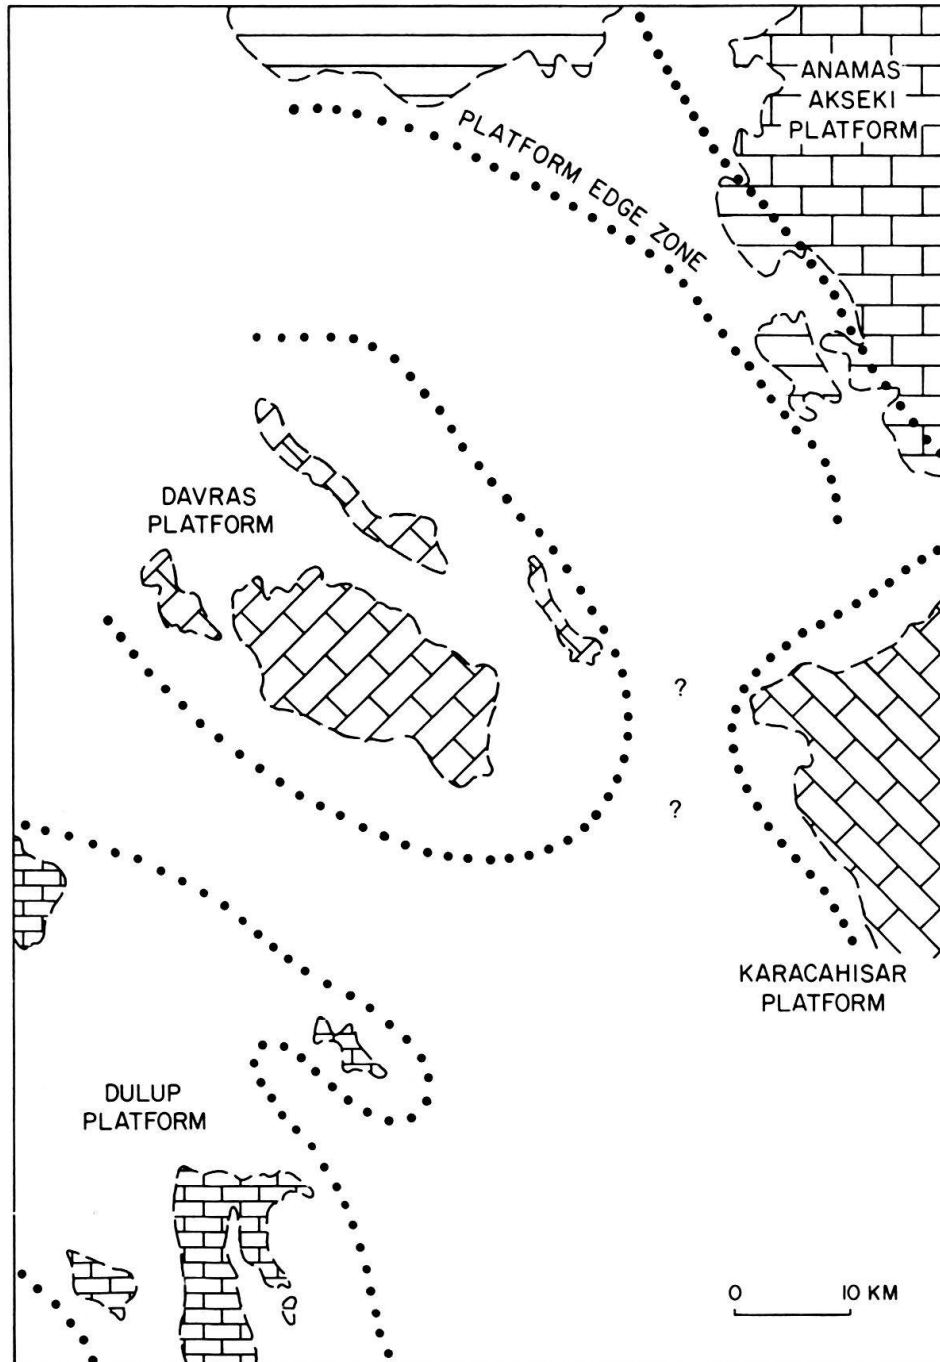 ANAMAS
AKSEKI
PLATFORM
PLATFORM EDGE ZONE
DAVRAS
PLATFORM
?
?
KARACAHISAR
PLATFORM
DULUP
PLATFORM
0 10 KM